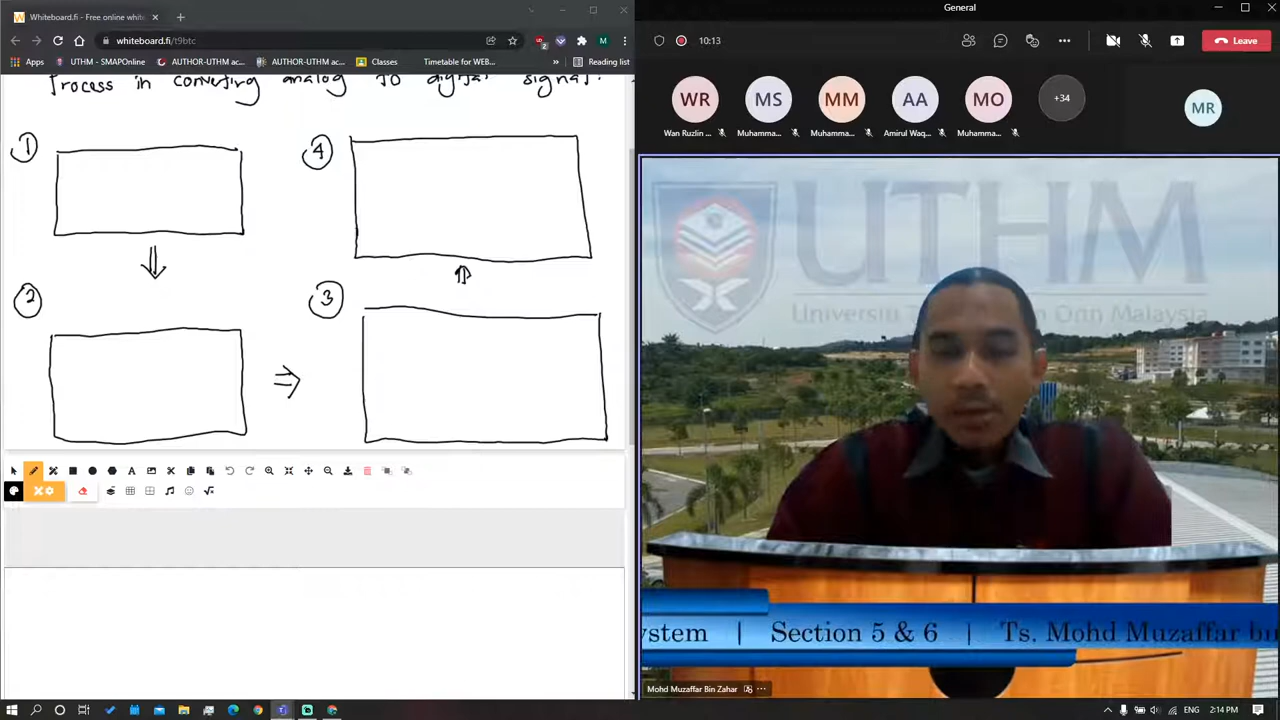 Whiteboard.fi - Free online white
whiteboard.fi/t9btc
UTHM - SMAPOnline
AUTHOR-UTHM ac...
AUTHOR-UTHM ac...
Classes
Timetable for WEB...
»
Reading list
Process in converting analog to digital signal.
1
4
2
3
2
M
A
General
10:13
Leave
WR
MS
MM
AA
MO
+34
MR
Wan Ruzlin ...
Muhamma...
Muhamma...
Amirul Waq...
Muhamma...
UTHM
Universiti T Onn Malaysia
ystem | Section 5 & 6 | Ts. Mohd Muzaffar bi
Mohd Muzaffar Bin Zahar
2:14 PM